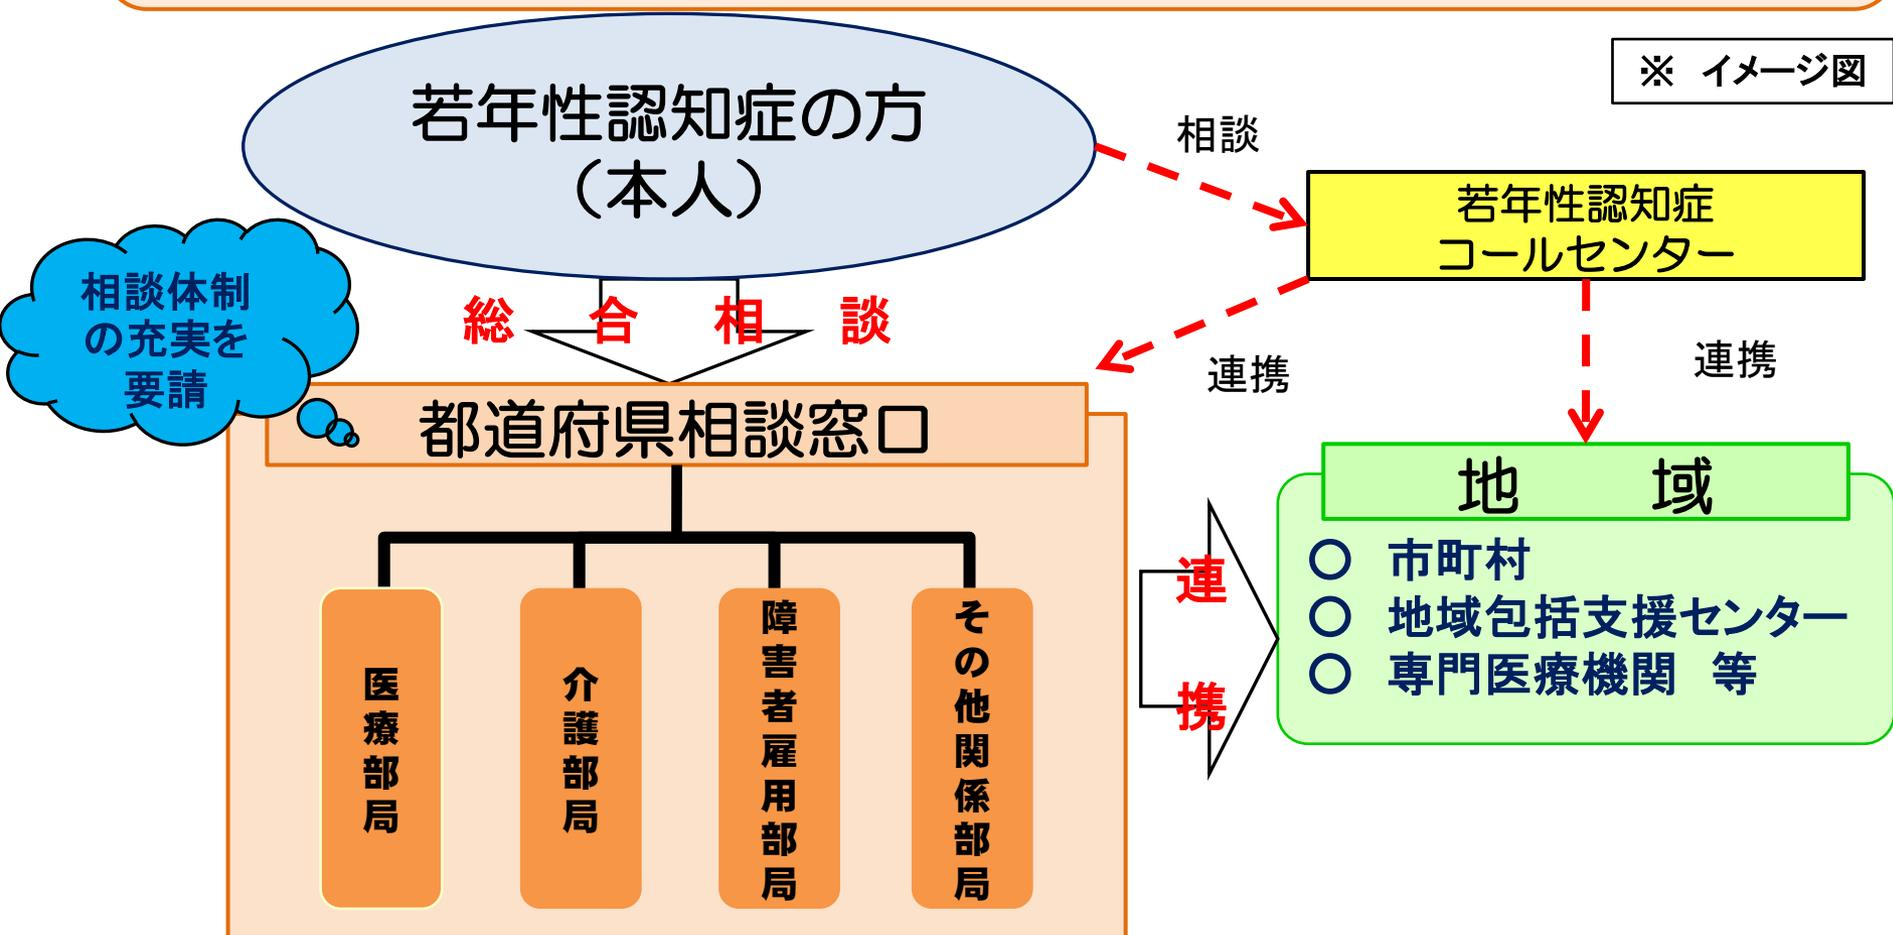 ※　イメージ図
若年性認知症の方
（本人）
相談
若年性認知症
コールセンター
相談体制
の充実を
要請
総　合　相　談
連携
連携
都道府県相談窓口
地　　域
○　市町村
○　地域包括支援センター
○　専門医療機関　等
連
携
医療部局
介護部局
障害者雇用部局
その他関係部局